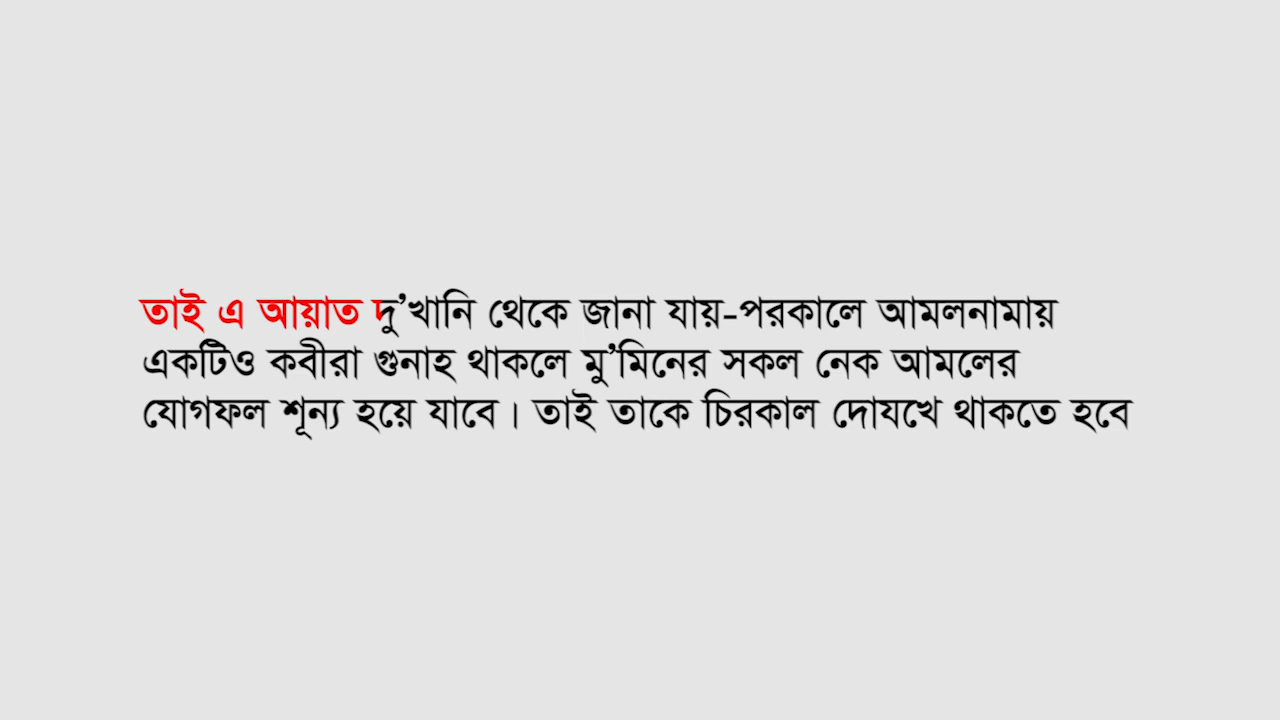 তাই এ আয়াত দু’খানি থেকে জানা যায়-পরকালে আমলনামায়
একটিও কবীরা গুনাহ থাকলে মু’মিনের সকল নেক আমলের
যোগফল শূন্য হয়ে যাবে। তাই তাকে চিরকাল দোযখে থাকতে হবে